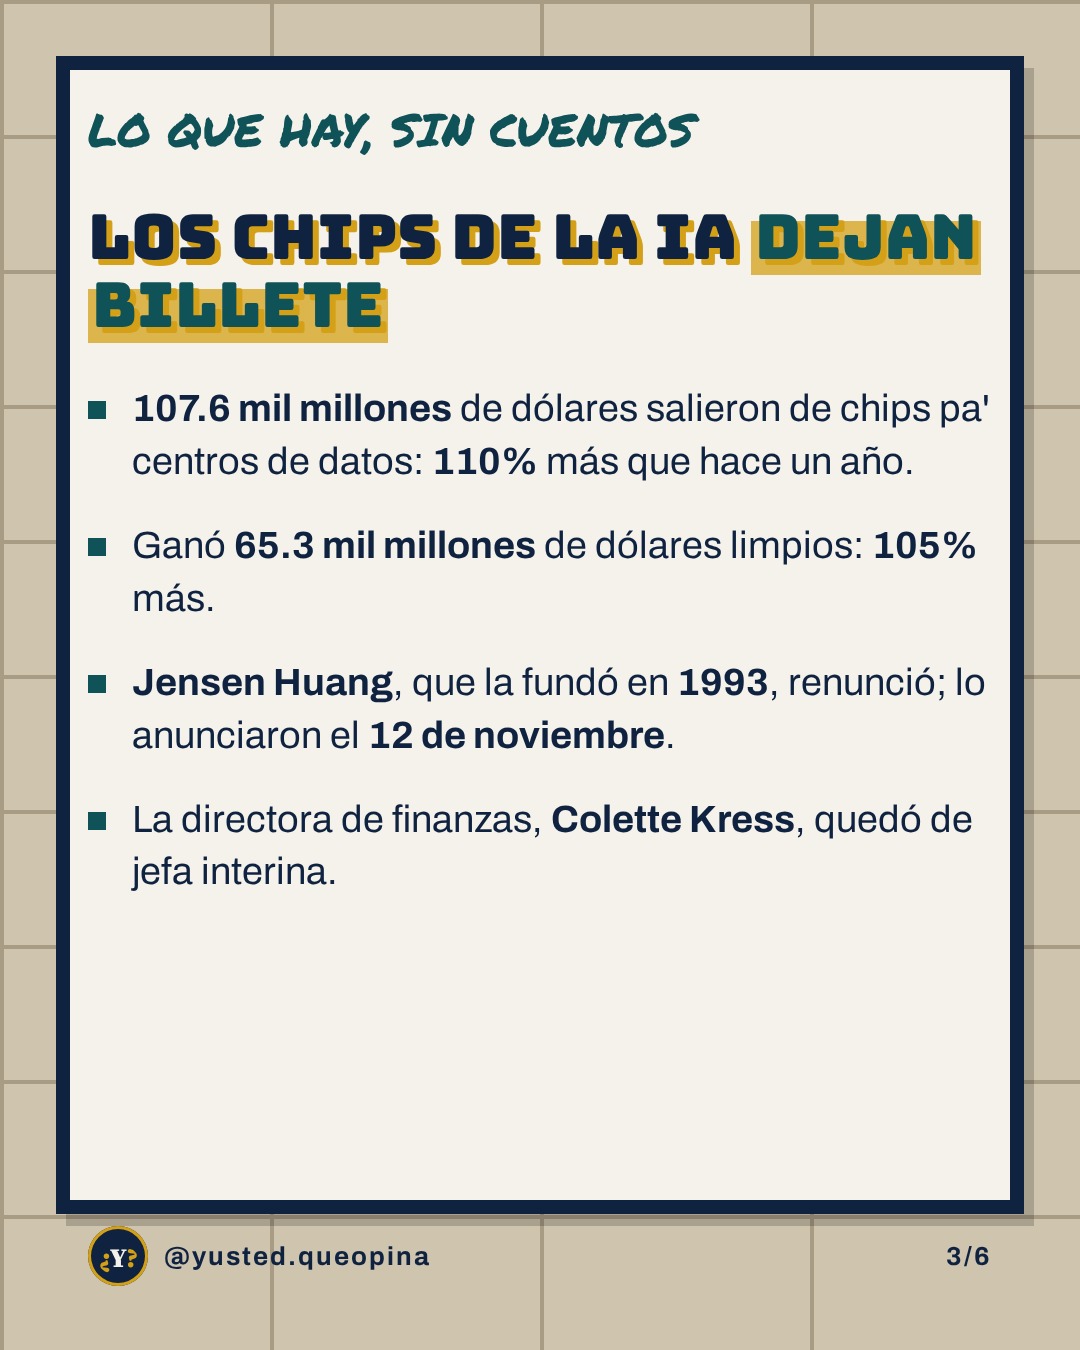 LO QUE HAY, SIN CUENTOS
LOS CHIPS DE LA IA DEJAN
BILLETE
107.6 mil millones de dólares salieron de chips pa'
centros de datos: 110% más que hace un año.
Ganó 65.3 mil millones de dólares limpios: 105%
más.
Jensen Huang, que la fundó en 1993, renunció; lo
anunciaron el 12 de noviembre.
La directora de finanzas, Colette Kress, quedó de
jefa interina.
¿Y?
@yusted.queopina
3/6